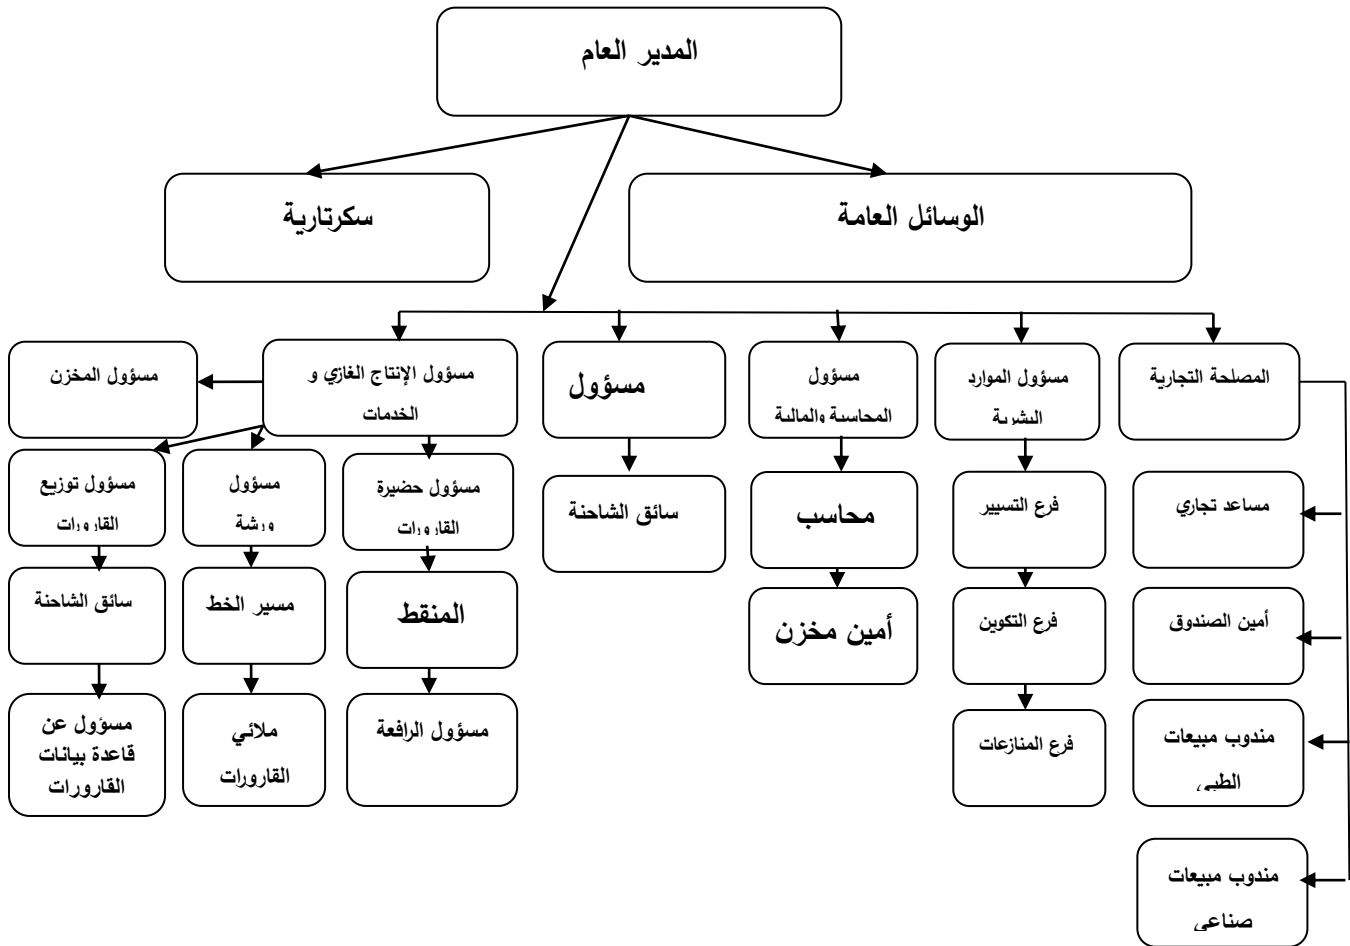 المدير العام
الوسائل العامة
سكرتارية
المصلحة التجارية
مسؤول الموارد
البشرية
مسؤول
المحاسبة والمالية
مسؤول
مسؤول الإنتاج الغازي و
الخدمات
مسؤول المخزن
مساعد تجاري
فرع التسيير
محاسب
سائق الشاحنة
مسؤول حضيرة
القارورات
مسؤول
ورشة
مسؤول توزيع
القارورات
أمين الصندوق
فرع التكوين
أمين مخزن
المنقط
مسير الخط
سائق الشاحنة
مندوب مبيعات
الطبي
فرع المنازعات
مسؤول الرافعة
ملائي
القارورات
مسؤول عن
قاعدة بيانات
القارورات
مندوب مبيعات
صناعي